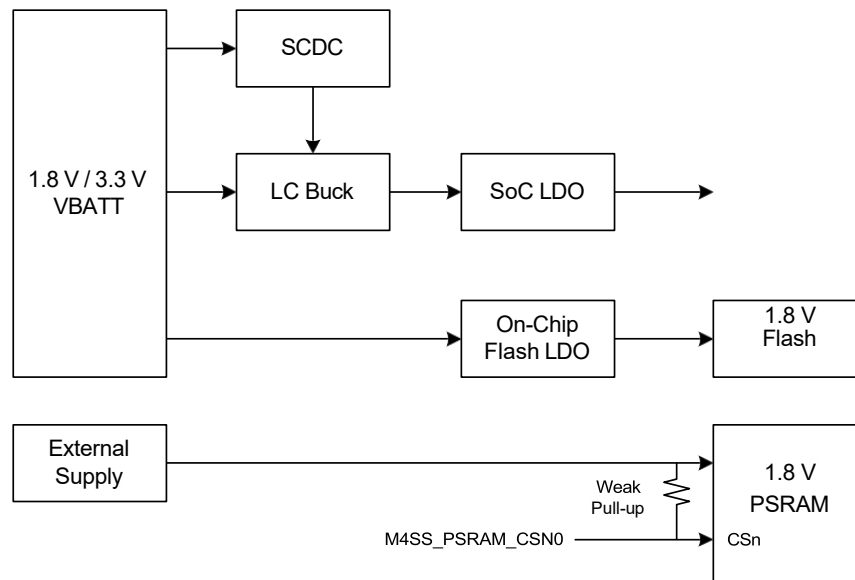 SCDC
1.8 V / 3.3 V
VBATT
LC Buck
SoC LDO
On-Chip
Flash LDO
1.8 V
Flash
External
Supply
Weak
Pull-up
1.8 V
PSRAM
M4SS_PSRAM_CSN0
CSn